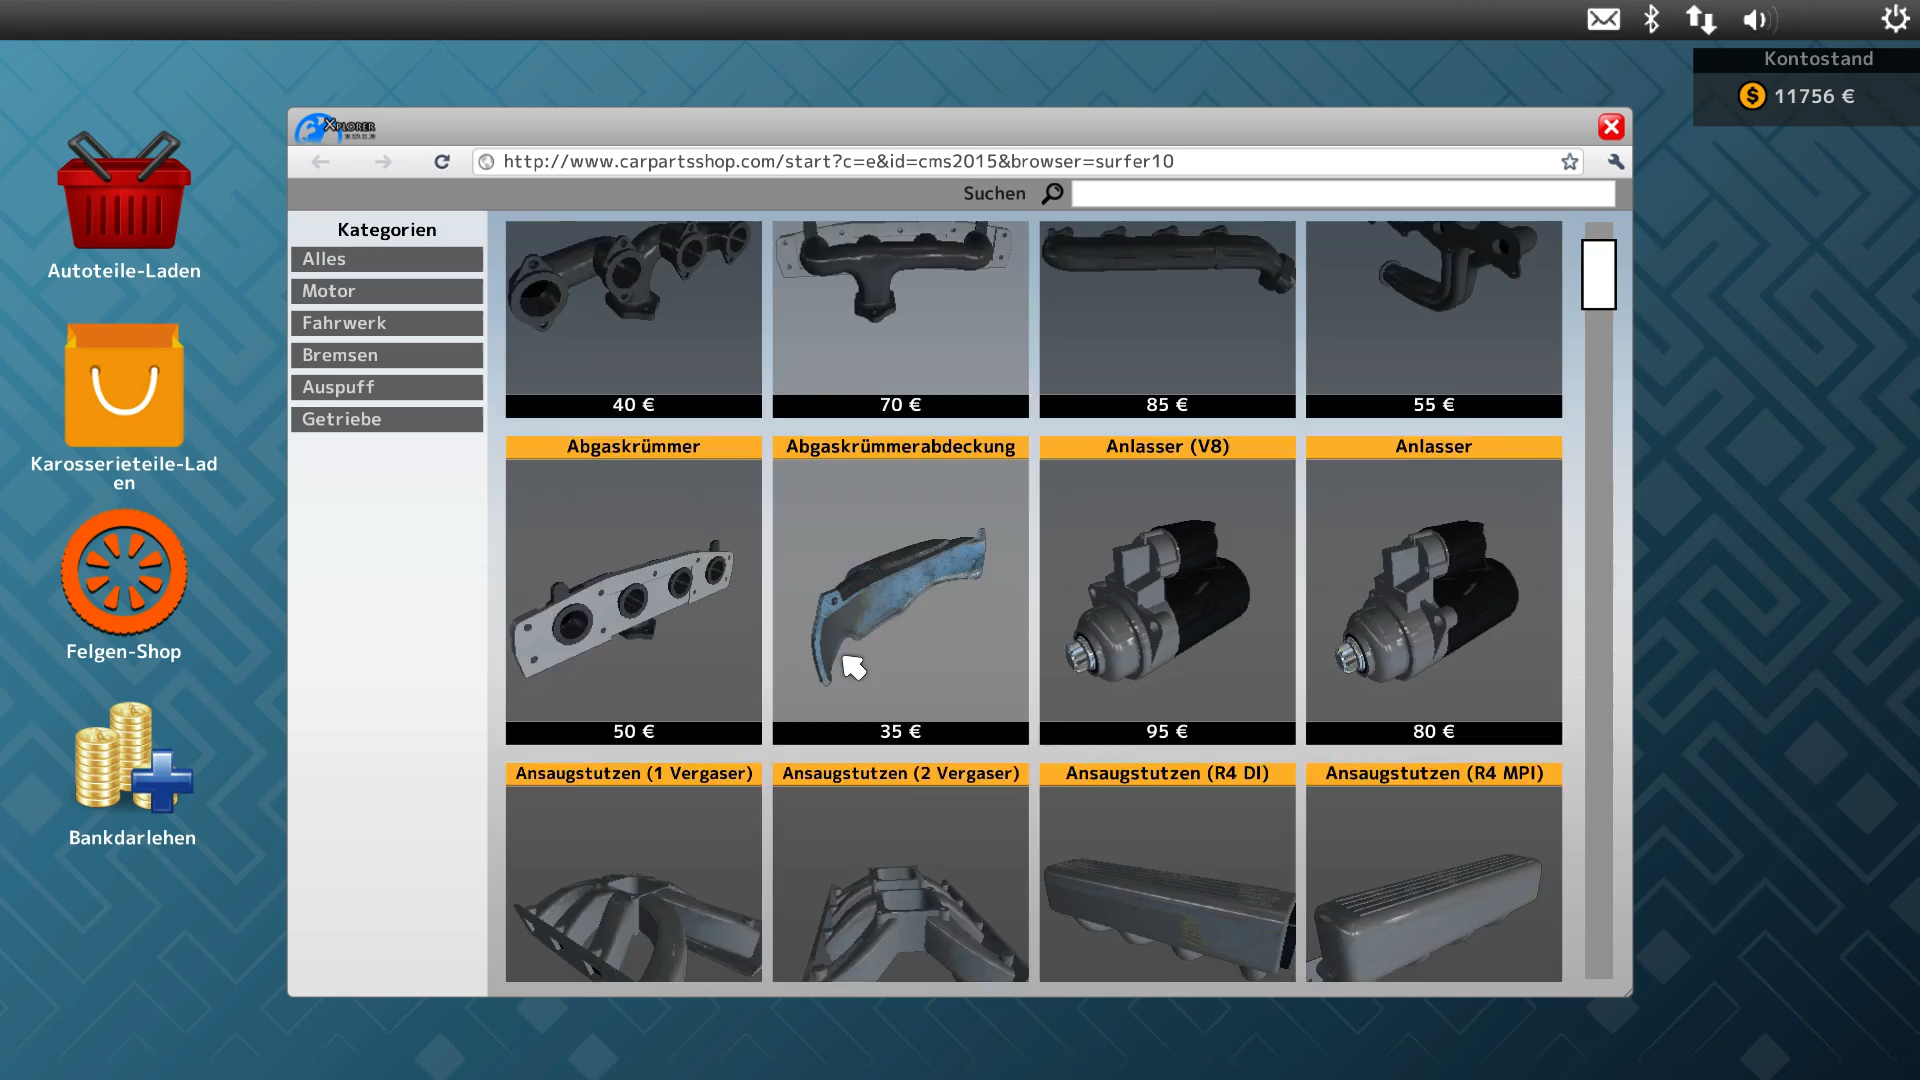 Kontostand
11756 €
XPLORER
http://www.carpartsshop.com/start?c=e&id=cms2015&browser=surfer10
Suchen
Kategorien
Alles
Motor
Fahrwerk
Bremsen
Auspuff
Getriebe
Autoteile-Laden
Karosserieteile-Lad
en
Felgen-Shop
Bankdarlehen
40 €
70 €
85 €
55 €
Abgaskrümmer
Abgaskrümmerabdeckung
Anlasser (V8)
Anlasser
50 €
35 €
95 €
80 €
Ansaugstutzen (1 Vergaser)
Ansaugstutzen (2 Vergaser)
Ansaugstutzen (R4 DI)
Ansaugstutzen (R4 MPI)